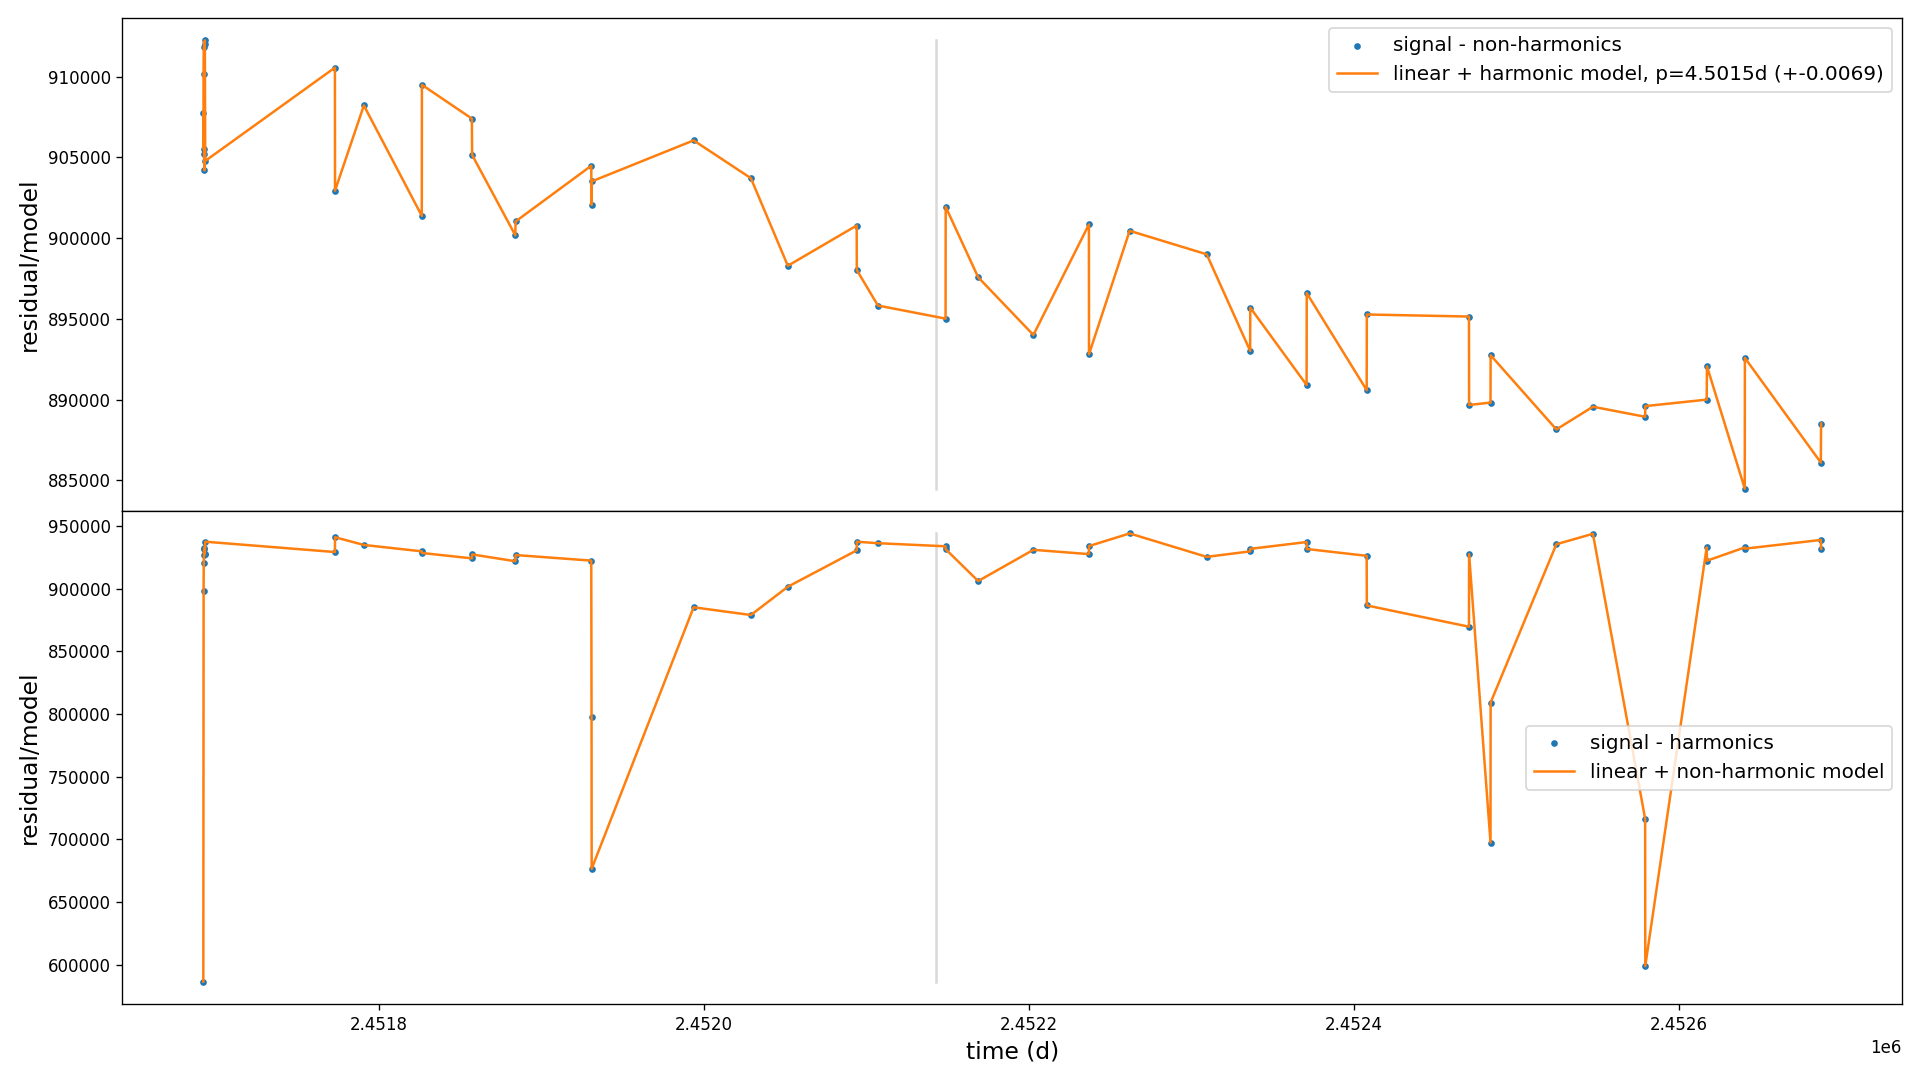 signal - non-harmonics
linear + harmonic model, p=4.5015d (+-0.0069)
910000
905000
900000
895000
890000
885000
residual/model
950000
900000
850000
800000
750000
700000
650000
600000
residual/model
signal - harmonics
linear + non-harmonic model
2.4518
2.4520
2.4522
2.4524
2.4526
time (d)
1e6